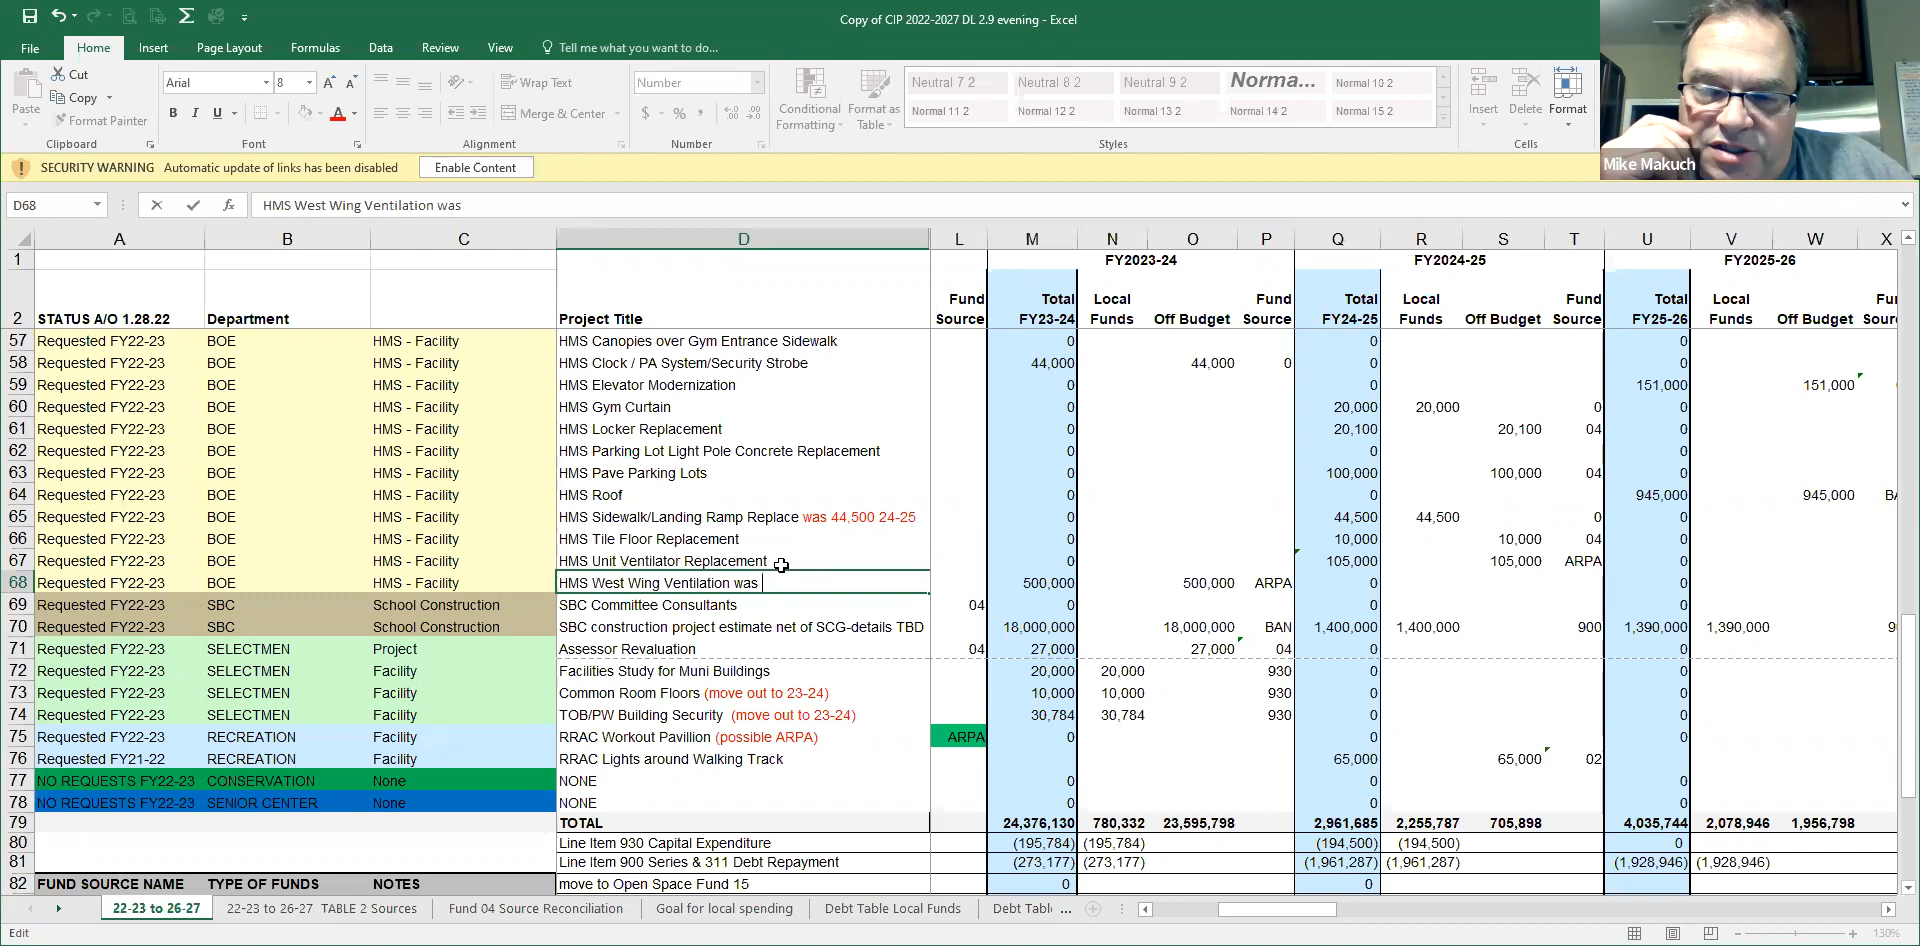 Copy of CIP 2022-2027 DL 2.9 evening - Excel
File Home Insert Page Layout Formulas Data Review View Tell me what you want to do...
Cut
Copy
Format Painter
Paste
Arial 8
B I U
Wrap Text
Merge & Center
Number
$ %
Conditional Formatting
Format as Table
Neutral 7 2 Neutral 8 2 Neutral 9 2 Norma... Normal 10 2
Normal 11 2 Normal 12 2 Normal 13 2 Normal 14 2 Normal 15 2
Insert Delete Format
Clipboard Font Alignment Number Styles Cells
Mike Makuch
SECURITY WARNING Automatic update of links has been disabled Enable Content
D68 fx HMS West Wing Ventilation was
A B C D L M N O P Q R S T U V W X
1 FY2023-24 FY2024-25 FY2025-26
Fund Total Local Fund Total Local Fund Total Local Fu
2 STATUS A/O 1.28.22 Department Project Title Source FY23-24 Funds Off Budget Source FY24-25 Funds Off Budget Source FY25-26 Funds Off Budget Sour
57 Requested FY22-23 BOE HMS - Facility HMS Canopies over Gym Entrance Sidewalk 0 0 0
58 Requested FY22-23 BOE HMS - Facility HMS Clock / PA System/Security Strobe 44,000 44,000 0 0 0
59 Requested FY22-23 BOE HMS - Facility HMS Elevator Modernization 0 0 151,000 151,000
60 Requested FY22-23 BOE HMS - Facility HMS Gym Curtain 0 20,000 20,000 0 0
61 Requested FY22-23 BOE HMS - Facility HMS Locker Replacement 0 20,100 20,100 04 0
62 Requested FY22-23 BOE HMS - Facility HMS Parking Lot Light Pole Concrete Replacement 0 0 0
63 Requested FY22-23 BOE HMS - Facility HMS Pave Parking Lots 0 100,000 100,000 04 0
64 Requested FY22-23 BOE HMS - Facility HMS Roof 0 0 945,000 945,000 BA
65 Requested FY22-23 BOE HMS - Facility HMS Sidewalk/Landing Ramp Replace was 44,500 24-25 0 44,500 44,500 0 0
66 Requested FY22-23 BOE HMS - Facility HMS Tile Floor Replacement 0 10,000 10,000 04 0
67 Requested FY22-23 BOE HMS - Facility HMS Unit Ventilator Replacement 0 105,000 105,000 ARPA 0
68 Requested FY22-23 BOE HMS - Facility HMS West Wing Ventilation was 500,000 500,000 ARPA 0 0
69 Requested FY22-23 SBC School Construction SBC Committee Consultants 04 0 0 0
70 Requested FY22-23 SBC School Construction SBC construction project estimate net of SCG-details TBD 18,000,000 18,000,000 BAN 1,400,000 1,400,000 900 1,390,000 1,390,000 9
71 Requested FY22-23 SELECTMEN Project Assessor Revaluation 04 27,000 27,000 04 0 0
72 Requested FY22-23 SELECTMEN Facility Facilities Study for Muni Buildings 20,000 20,000 930 0 0
73 Requested FY22-23 SELECTMEN Facility Common Room Floors (move out to 23-24) 10,000 10,000 930 0 0
74 Requested FY22-23 SELECTMEN Facility TOB/PW Building Security (move out to 23-24) 30,784 30,784 930 0 0
75 Requested FY22-23 RECREATION Facility RRAC Workout Pavillion (possible ARPA) ARPA 0 0 0
76 Requested FY21-22 RECREATION Facility RRAC Lights around Walking Track 65,000 65,000 02
77 NO REQUESTS FY22-23 CONSERVATION None NONE 0 0 0
78 NO REQUESTS FY22-23 SENIOR CENTER None NONE 0 0 0
79 TOTAL 24,376,130 780,332 23,595,798 2,961,685 2,255,787 705,898 4,035,744 2,078,946 1,956,798
80 Line Item 930 Capital Expenditure (195,784) (195,784) (194,500) (194,500) 0
81 Line Item 900 Series & 311 Debt Repayment (273,177) (273,177) (1,961,287) (1,961,287) (1,928,946) (1,928,946)
82 FUND SOURCE NAME TYPE OF FUNDS NOTES move to Open Space Fund 15 0 0
22-23 to 26-27 22-23 to 26-27 TABLE 2 Sources Fund 04 Source Reconciliation Goal for local spending Debt Table Local Funds Debt Tabl ...
Edit 130%